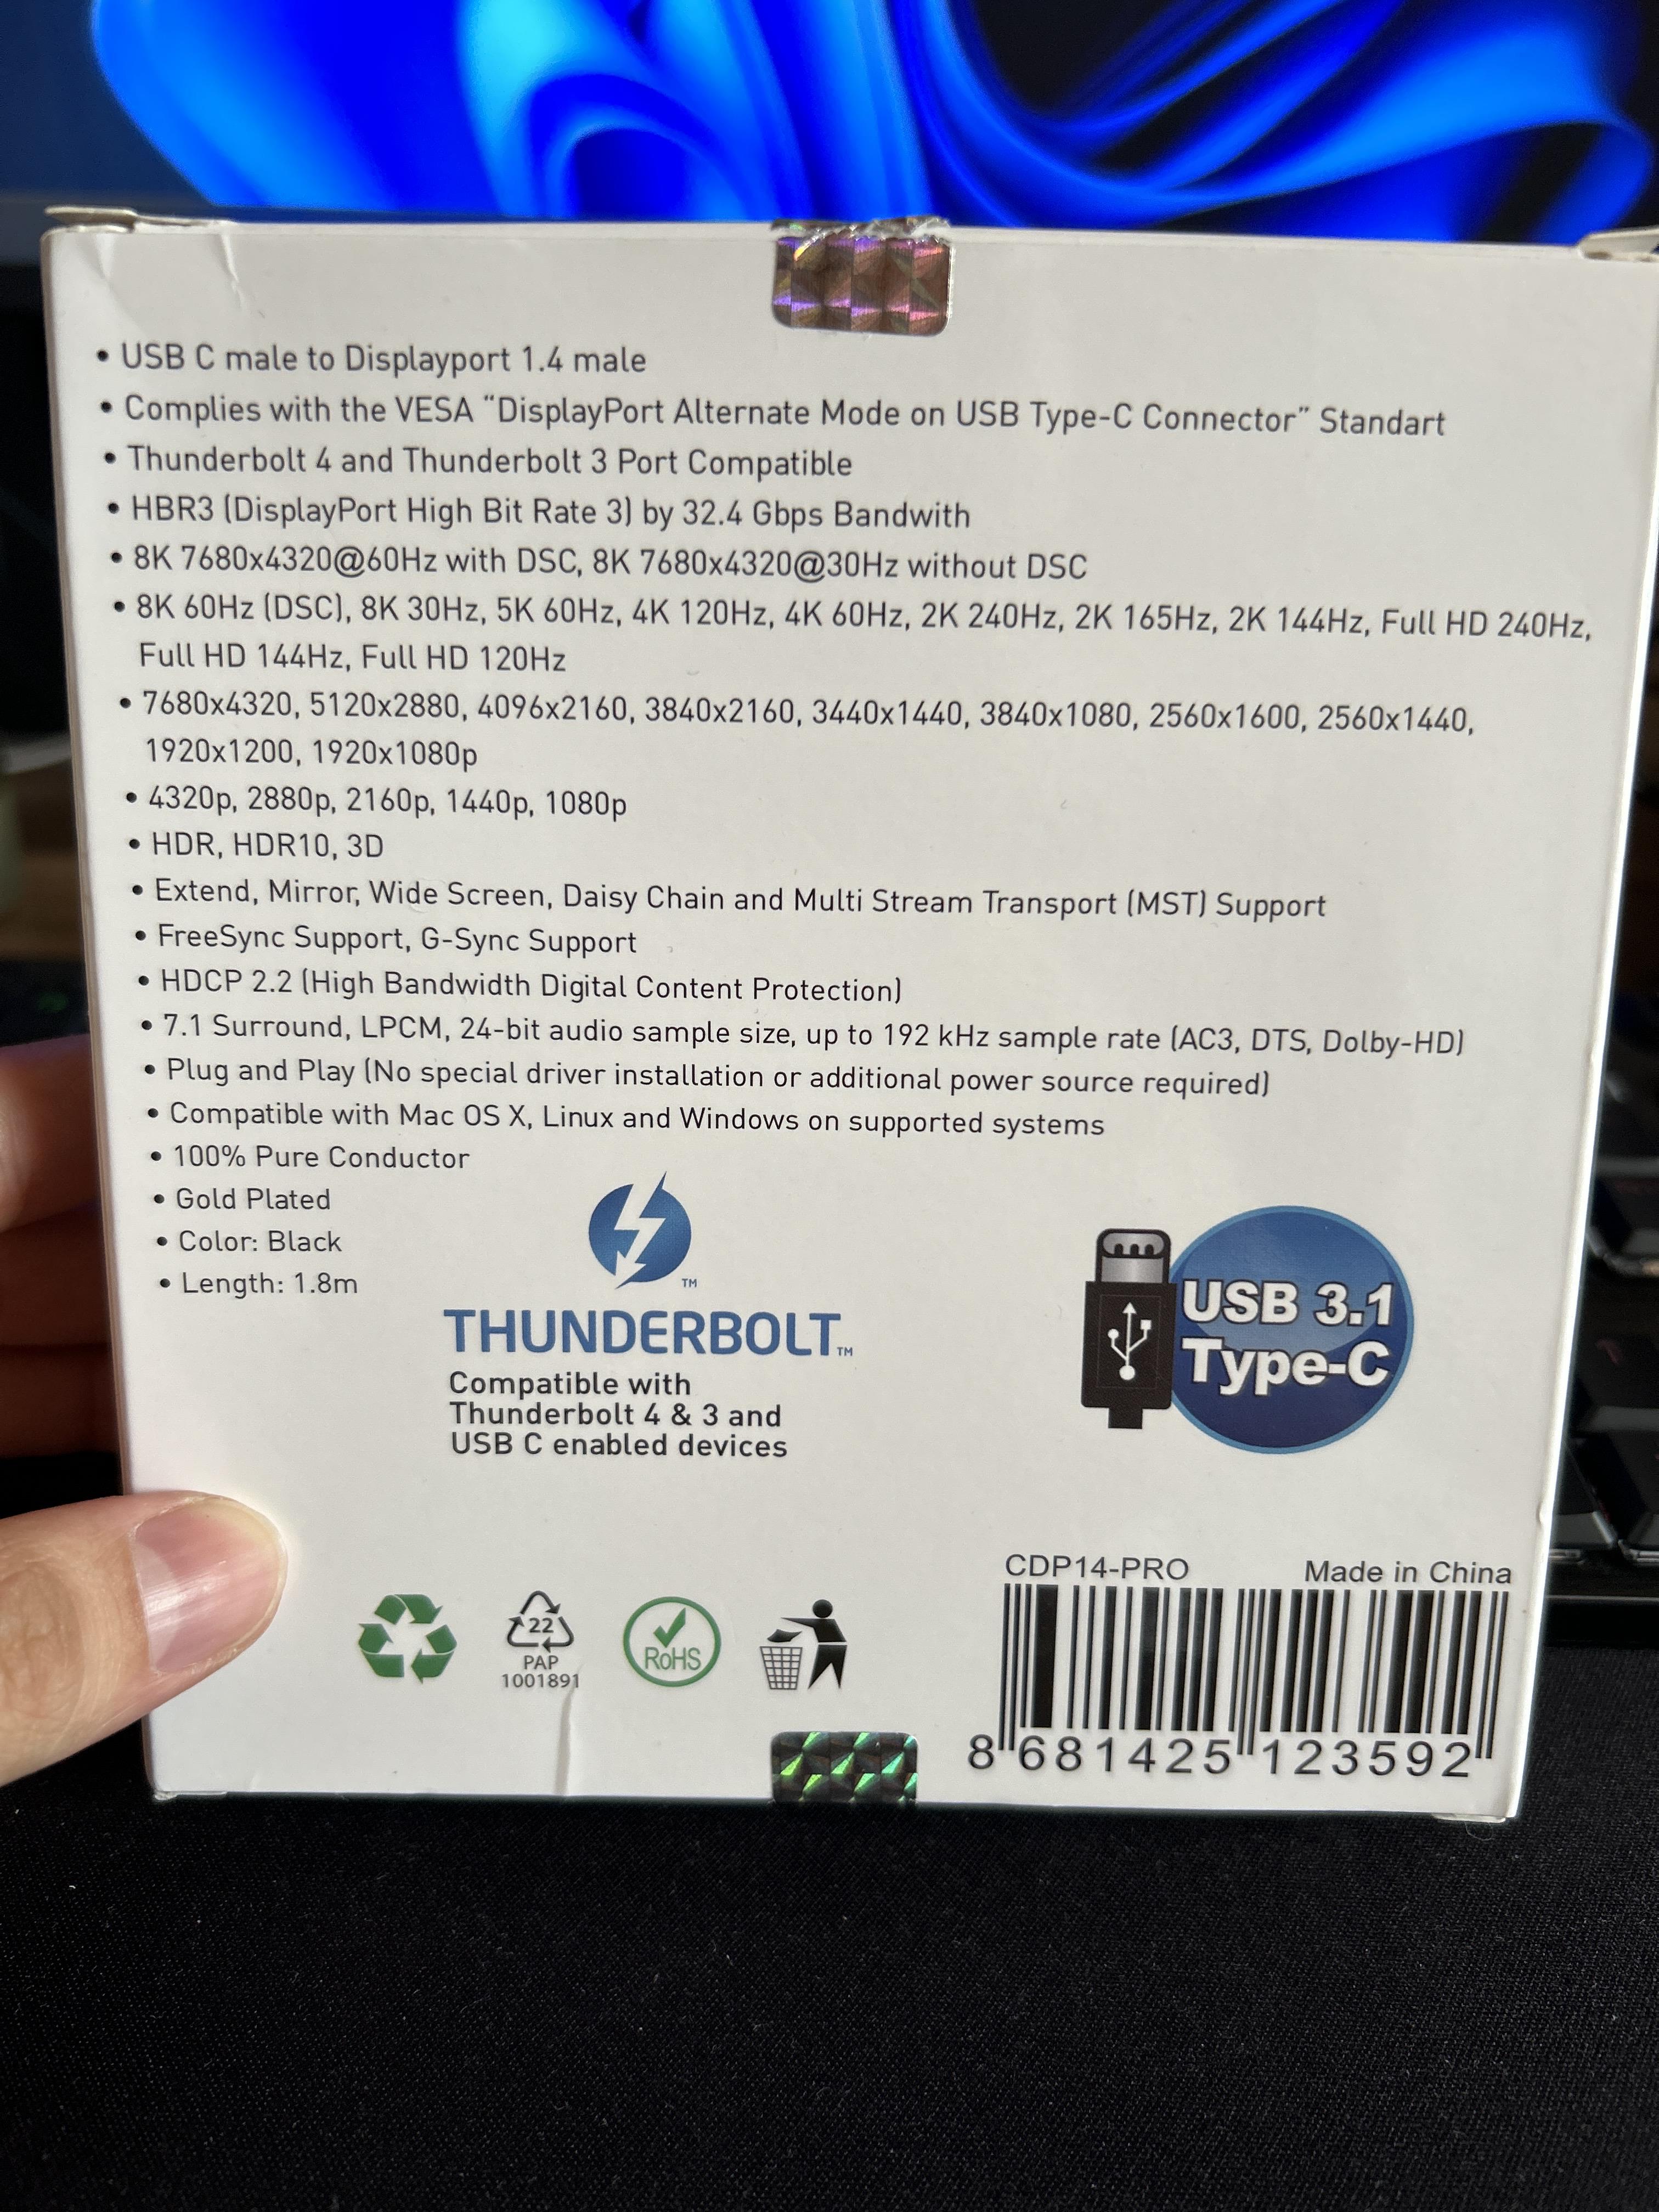 • USB C male to Displayport 1.4 male
• Complies with the VESA "DisplayPort Alternate Mode on USB Type-C Connector" Standart
• Thunderbolt 4 and Thunderbolt 3 Port Compatible
• HBR3 (DisplayPort High Bit Rate 3) by 32.4 Gbps Bandwith
• 8K 7680x4320@60Hz with DSC, 8K 7680x4320@30Hz without DSC
• 8K 60Hz (DSC), 8K 30Hz, 5K 60Hz, 4K 120Hz, 4K 60Hz, 2K 240Hz, 2K 165Hz, 2K 144Hz, Full HD 240Hz,
Full HD 144Hz, Full HD 120Hz
• 7680x4320, 5120x2880, 4096x2160, 3840x2160, 3440x1440, 3840x1080, 2560x1600, 2560x1440,
1920x1200, 1920x1080p
• 4320p, 2880p, 2160p, 1440p, 1080p
• HDR, HDR10, 3D
• Extend, Mirror, Wide Screen, Daisy Chain and Multi Stream Transport (MST) Support
• FreeSync Support, G-Sync Support
• HDCP 2.2 (High Bandwidth Digital Content Protection)
• 7.1 Surround, LPCM, 24-bit audio sample size, up to 192 kHz sample rate (AC3, DTS, Dolby-HD)
• Plug and Play (No special driver installation or additional power source required)
• Compatible with Mac OS X, Linux and Windows on supported systems
• 100% Pure Conductor
• Gold Plated
• Color: Black
• Length: 1.8m
TM
THUNDERBOLT TM
Compatible with
Thunderbolt 4 & 3 and
USB C enabled devices
USB 3.1
Type-C
22
PAP
1001891
RoHS
CDP14-PRO Made in China
8 681425 123592